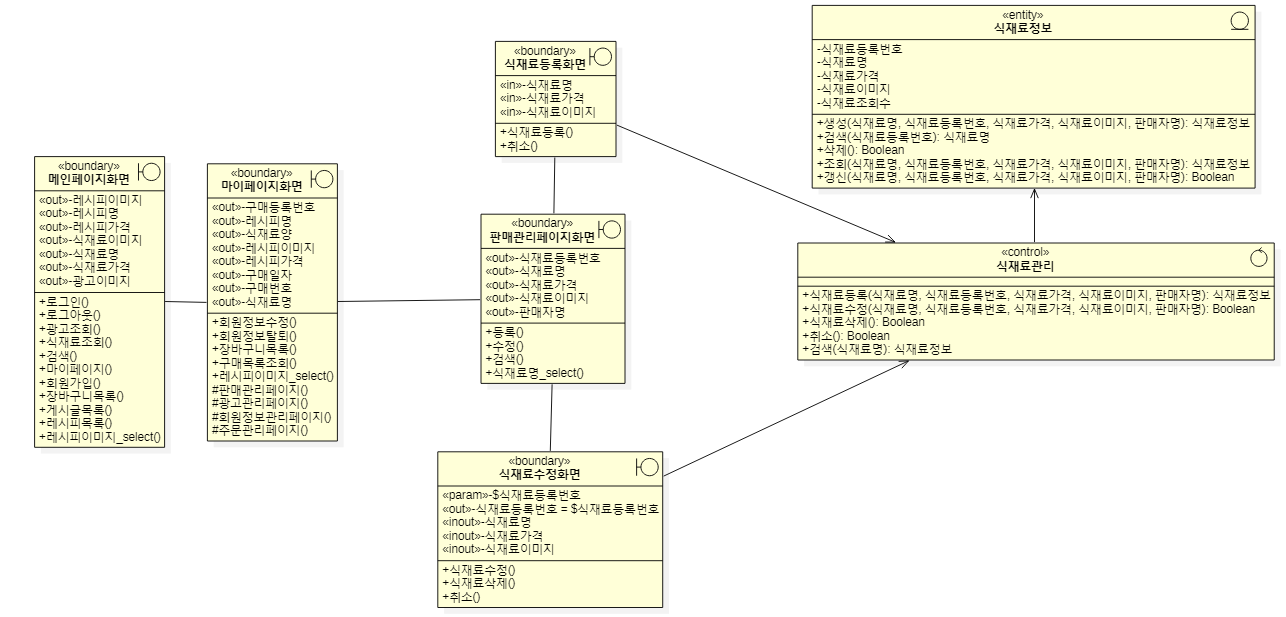 «boundary»
메인페이지화면
«out»-레시피이미지
«out»-레시피명
«out»-레시피가격
«out»-식재료이미지
«out»-식재료명
«out»-식재료가격
«out»-광고이미지
+로그인()
+로그아웃()
+광고조회()
+식재료조회()
+검색()
+마이페이지()
+회원가입()
+장바구니목록()
+게시글목록()
+레시피목록()
+레시피이미지_select()
«boundary»
마이페이지화면
«out»-구매등록번호
«out»-레시피명
«out»-식재료양
«out»-레시피이미지
«out»-레시피가격
«out»-구매일자
«out»-구매번호
«out»-식재료명
+회원정보수정()
+회원정보탈퇴()
+장바구니목록()
+구매목록조회()
+레시피이미지_select()
#판매관리페이지()
#광고관리페이지()
#회원정보관리페이지()
#주문관리페이지()
«boundary»
식재료등록화면
«in»-식재료명
«in»-식재료가격
«in»-식재료이미지
+식재료등록()
+취소()
«boundary»
판매관리페이지화면
«out»-식재료등록번호
«out»-식재료명
«out»-식재료가격
«out»-식재료이미지
«out»-판매자명
+등록()
+수정()
+검색()
+식재료명_select()
«boundary»
식재료수정화면
«param»-$식재료등록번호
«out»-식재료등록번호 = $식재료등록번호
«inout»-식재료명
«inout»-식재료가격
«inout»-식재료이미지
+식재료수정()
+식재료삭제()
+취소()
«entity»
식재료정보
-식재료등록번호
-식재료명
-식재료가격
-식재료이미지
-식재료조회수
+생성(식재료명, 식재료등록번호, 식재료가격, 식재료이미지, 판매자명): 식재료정보
+검색(식재료등록번호): 식재료명
+삭제(): Boolean
+조회(식재료명, 식재료등록번호, 식재료가격, 식재료이미지, 판매자명): 식재료정보
+갱신(식재료명, 식재료등록번호, 식재료가격, 식재료이미지, 판매자명): Boolean
«control»
식재료관리
+식재료등록(식재료명, 식재료등록번호, 식재료가격, 식재료이미지, 판매자명): 식재료정보
+식재료수정(식재료명, 식재료등록번호, 식재료가격, 식재료이미지, 판매자명): Boolean
+식재료삭제(): Boolean
+취소(): Boolean
+검색(식재료명): 식재료정보